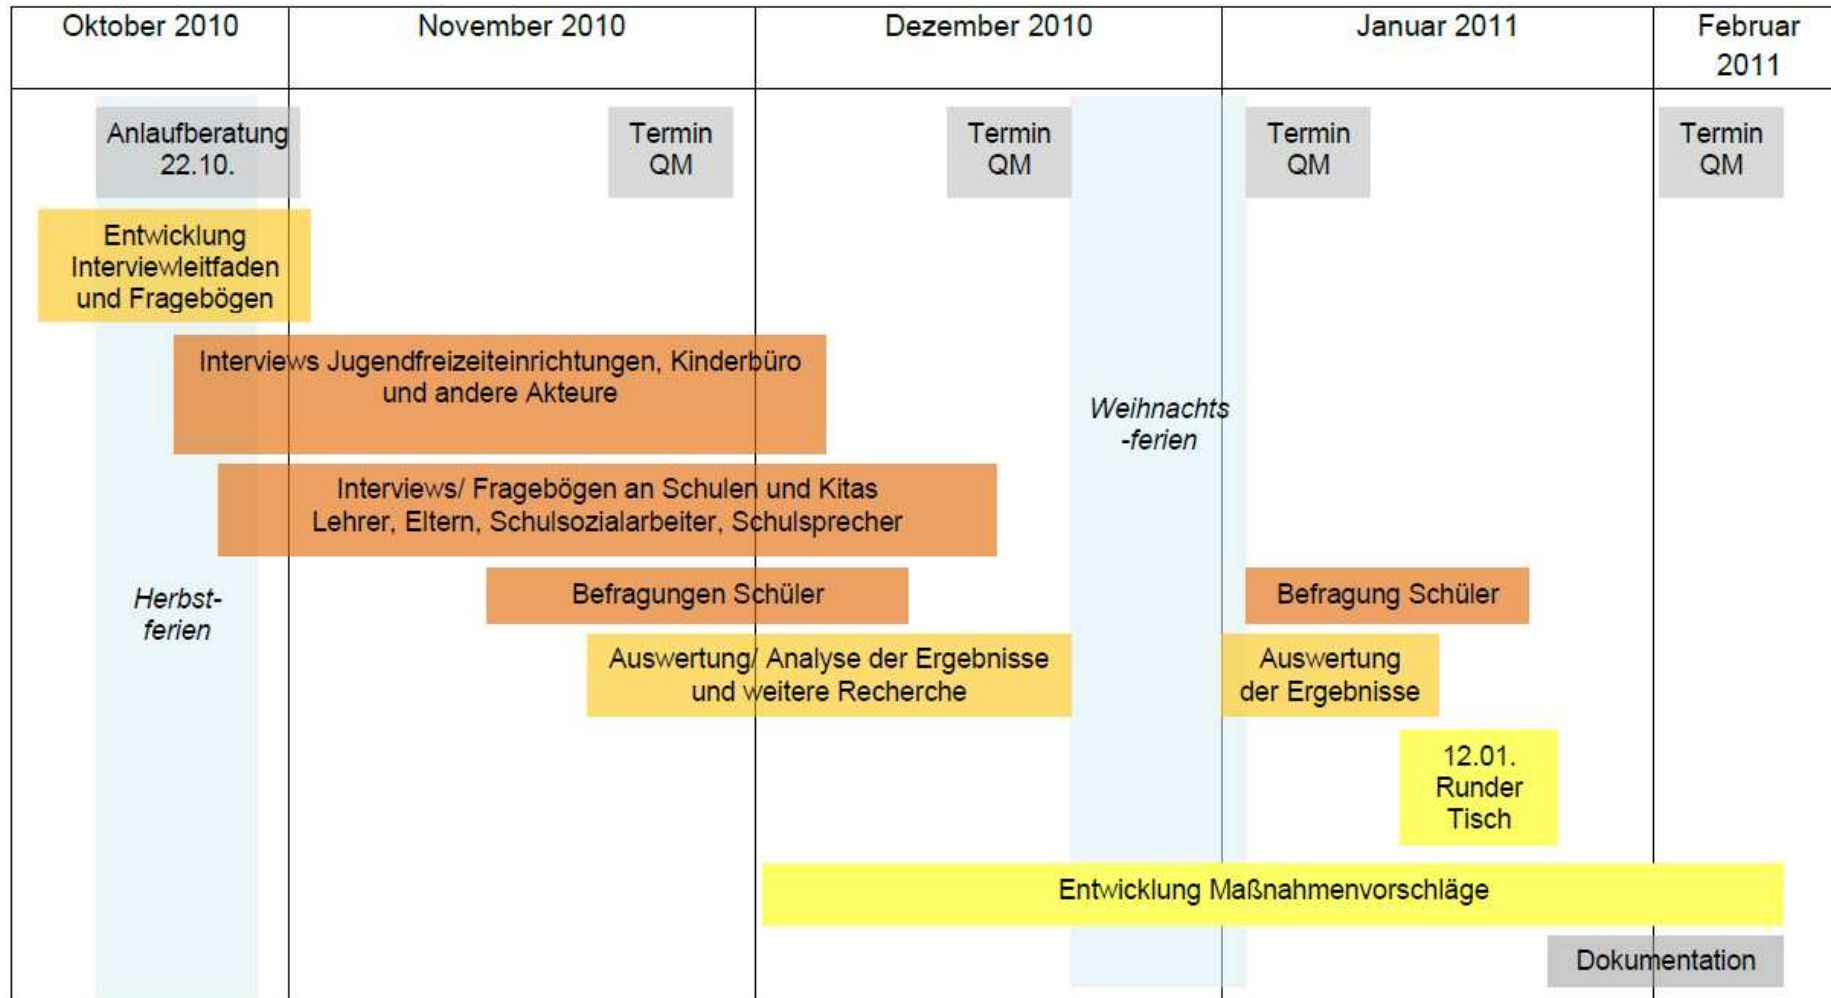 Oktober 2010
November 2010
Dezember 2010
Januar 2011
Februar
2011
Anlaufberatung
22.10.
Termin
QM
Termin
QM
Termin
QM
Termin
QM
Entwicklung
Interviewleitfaden
und Fragebögen
Interviews Jugendfreizeiteinrichtungen, Kinderbüro
und andere Akteure
Weihnachts
-ferien
Interviews/ Fragebögen an Schulen und Kitas
Lehrer, Eltern, Schulsozialarbeiter, Schulsprecher
Herbst-
ferien
Befragungen Schüler
Befragung Schüler
Auswertung/ Analyse der Ergebnisse
und weitere Recherche
Auswertung
der Ergebnisse
12.01.
Runder
Tisch
Entwicklung Maßnahmenvorschläge
Dokumentation